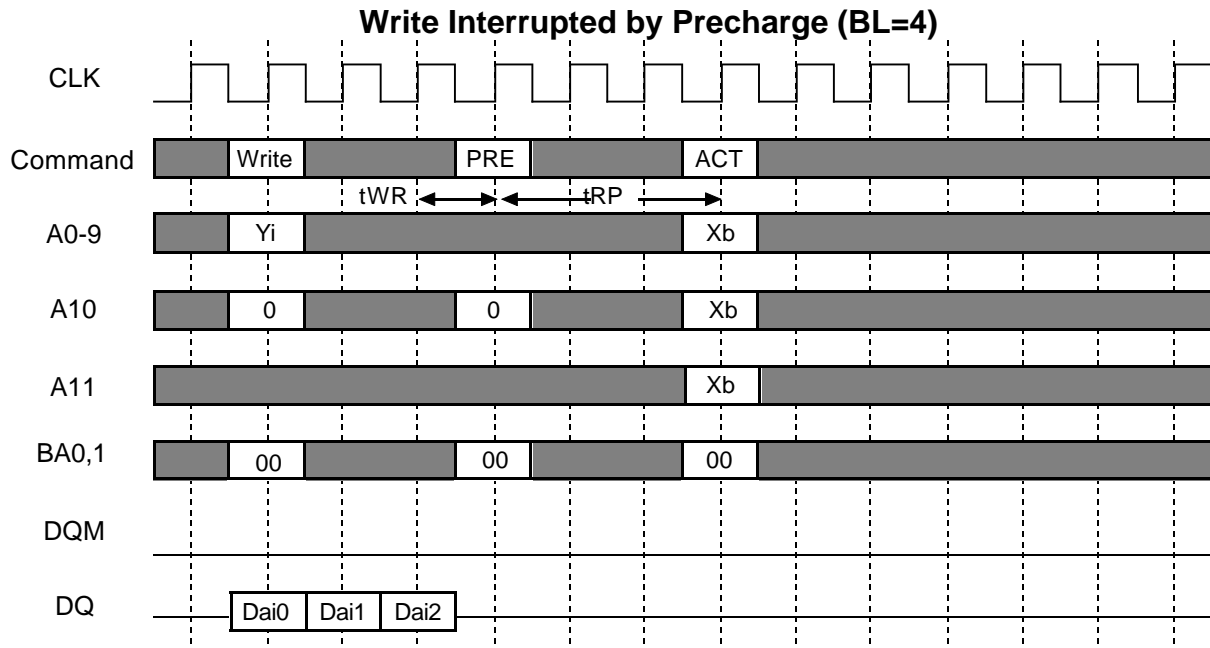 Write Interrupted by Precharge (BL=4)
CLK
Command Write PRE ACT
tWR tRP
A0-9 Yi Xb
A10 0 0 Xb
A11 Xb
BA0,1 00 00 00
DQM
DQ Dai0 Dai1 Dai2